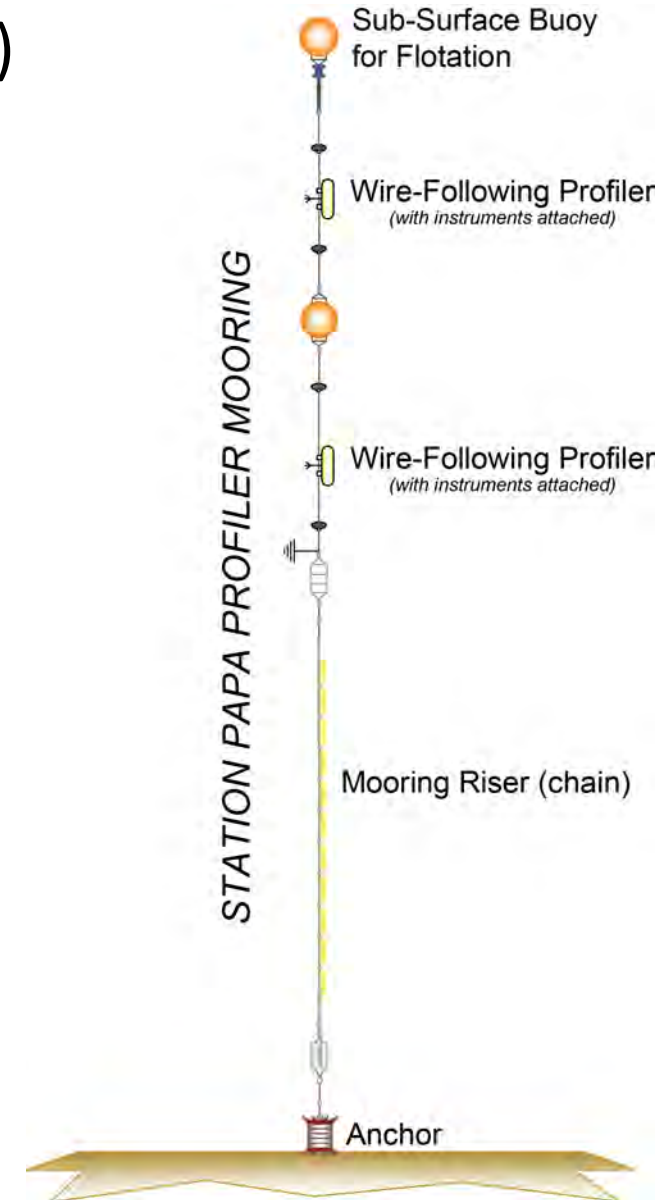 )
Sub-Surface Buoy
for Flotation
Wire-Following Profiler
(with instruments attached)
STATION PAPA PROFILER MOORING
Wire-Following Profiler
(with instruments attached)
Mooring Riser (chain)
Anchor